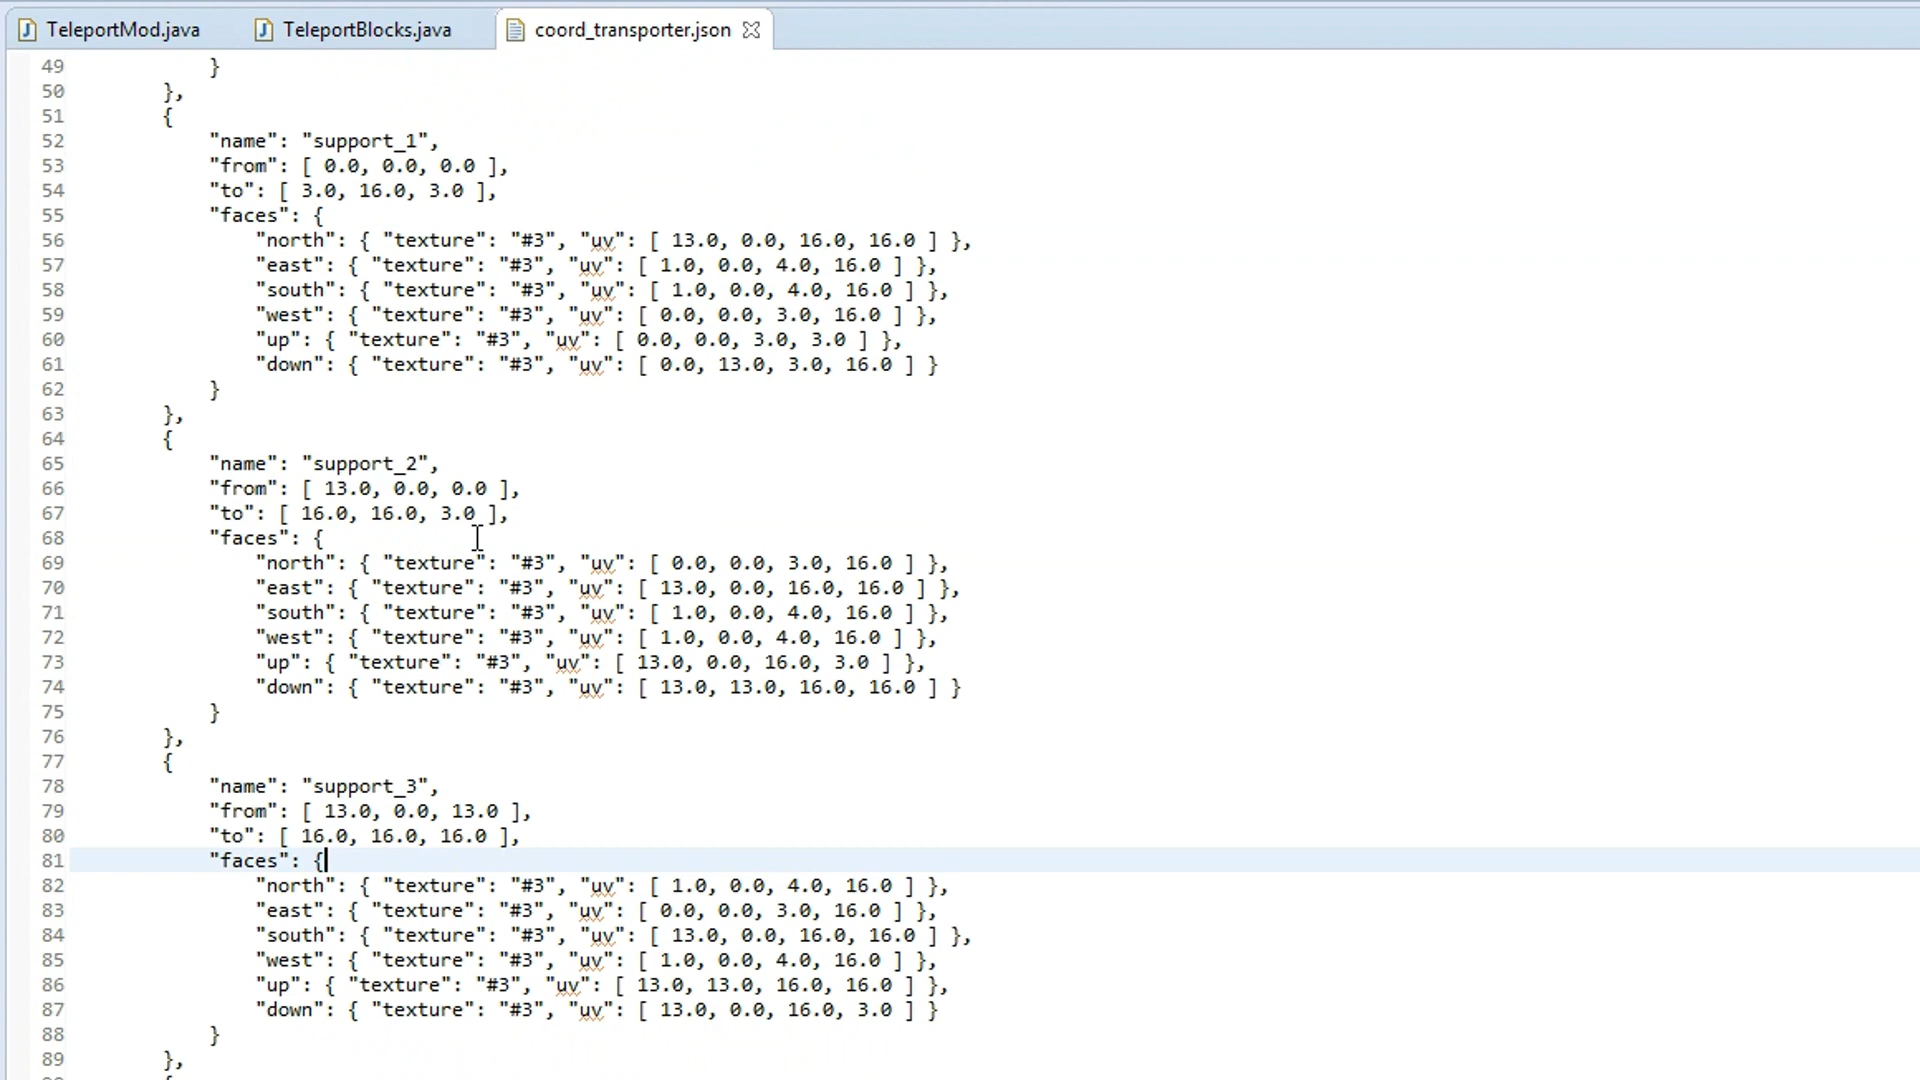 TeleportMod.java TeleportBlocks.java coord_transporter.json
49 }
50 },
51 {
52 "name": "support_1",
53 "from": [ 0.0, 0.0, 0.0 ],
54 "to": [ 3.0, 16.0, 3.0 ],
55 "faces": {
56 "north": { "texture": "#3", "uv": [ 13.0, 0.0, 16.0, 16.0 ] },
57 "east": { "texture": "#3", "uv": [ 1.0, 0.0, 4.0, 16.0 ] },
58 "south": { "texture": "#3", "uv": [ 1.0, 0.0, 4.0, 16.0 ] },
59 "west": { "texture": "#3", "uv": [ 0.0, 0.0, 3.0, 16.0 ] },
60 "up": { "texture": "#3", "uv": [ 0.0, 0.0, 3.0, 3.0 ] },
61 "down": { "texture": "#3", "uv": [ 0.0, 13.0, 3.0, 16.0 ] }
62 }
63 },
64 {
65 "name": "support_2",
66 "from": [ 13.0, 0.0, 0.0 ],
67 "to": [ 16.0, 16.0, 3.0 ],
68 "faces": {
69 "north": { "texture": "#3", "uv": [ 0.0, 0.0, 3.0, 16.0 ] },
70 "east": { "texture": "#3", "uv": [ 13.0, 0.0, 16.0, 16.0 ] },
71 "south": { "texture": "#3", "uv": [ 1.0, 0.0, 4.0, 16.0 ] },
72 "west": { "texture": "#3", "uv": [ 1.0, 0.0, 4.0, 16.0 ] },
73 "up": { "texture": "#3", "uv": [ 13.0, 0.0, 16.0, 3.0 ] },
74 "down": { "texture": "#3", "uv": [ 13.0, 13.0, 16.0, 16.0 ] }
75 }
76 },
77 {
78 "name": "support_3",
79 "from": [ 13.0, 0.0, 13.0 ],
80 "to": [ 16.0, 16.0, 16.0 ],
81 "faces": {
82 "north": { "texture": "#3", "uv": [ 1.0, 0.0, 4.0, 16.0 ] },
83 "east": { "texture": "#3", "uv": [ 0.0, 0.0, 3.0, 16.0 ] },
84 "south": { "texture": "#3", "uv": [ 13.0, 0.0, 16.0, 16.0 ] },
85 "west": { "texture": "#3", "uv": [ 1.0, 0.0, 4.0, 16.0 ] },
86 "up": { "texture": "#3", "uv": [ 13.0, 13.0, 16.0, 16.0 ] },
87 "down": { "texture": "#3", "uv": [ 13.0, 0.0, 16.0, 3.0 ] }
88 }
89 },